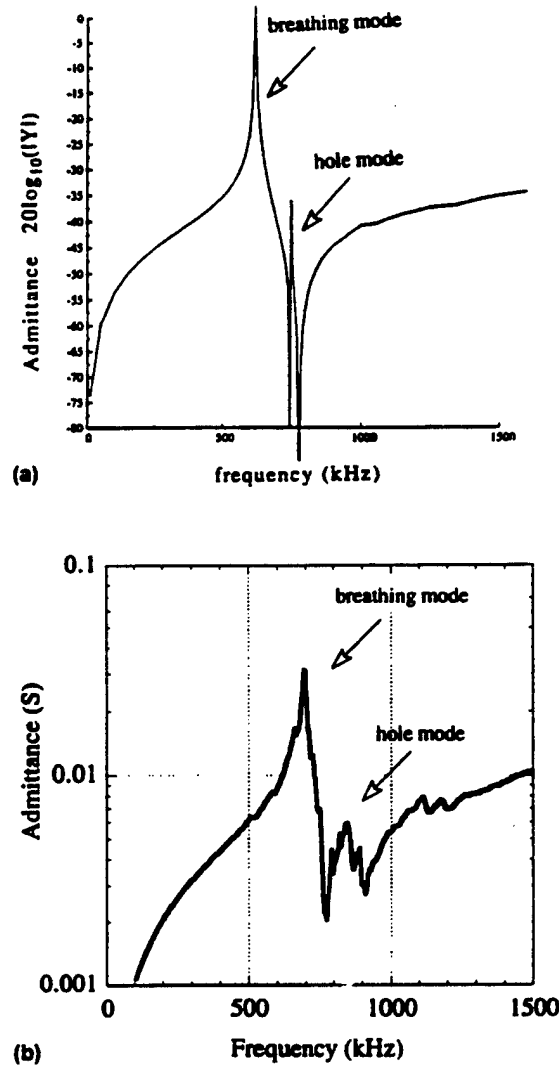 0
-5
-10
-15
-20
-25
-30
-35
-40
-45
-50
-55
-60
-65
-70
-75
-80
Admittance 20log10(|Y|)
breathing mode
hole mode
0 500 1000 1500
(a) frequency (kHz)
0.1
0.01
0.001
Admittance (S)
breathing mode
hole mode
0 500 1000 1500
(b) Frequency (kHz)